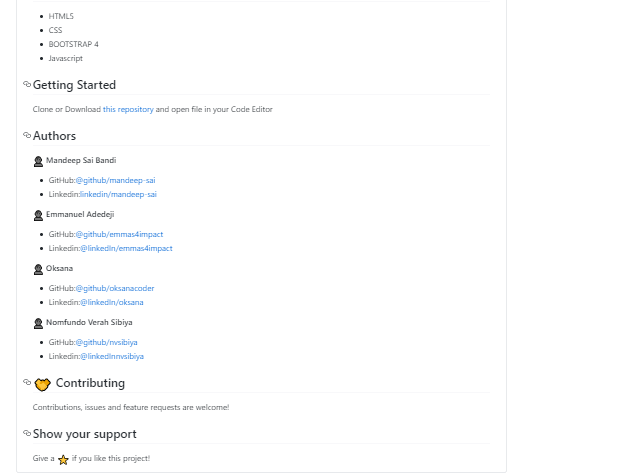 HTML5
CSS
BOOTSTRAP 4
Javascript
Getting Started
Clone or Download this repository and open file in your Code Editor
Authors
Mandeep Sai Bandi
GitHub:@github/mandeep-sai
Linkedin:linkedin/mandeep-sai
Emmanuel Adedeji
GitHub:@github/emmas4impact
Linkedin:@linkedIn/emmas4impact
Oksana
GitHub:@github/oksanacoder
Linkedin:@linkedIn/oksana
Nomfundo Verah Sibiya
GitHub:@github/nvsibiya
Linkedin:@linkedInnvsibiya
Contributing
Contributions, issues and feature requests are welcome!
Show your support
Give a ⭐ if you like this project!